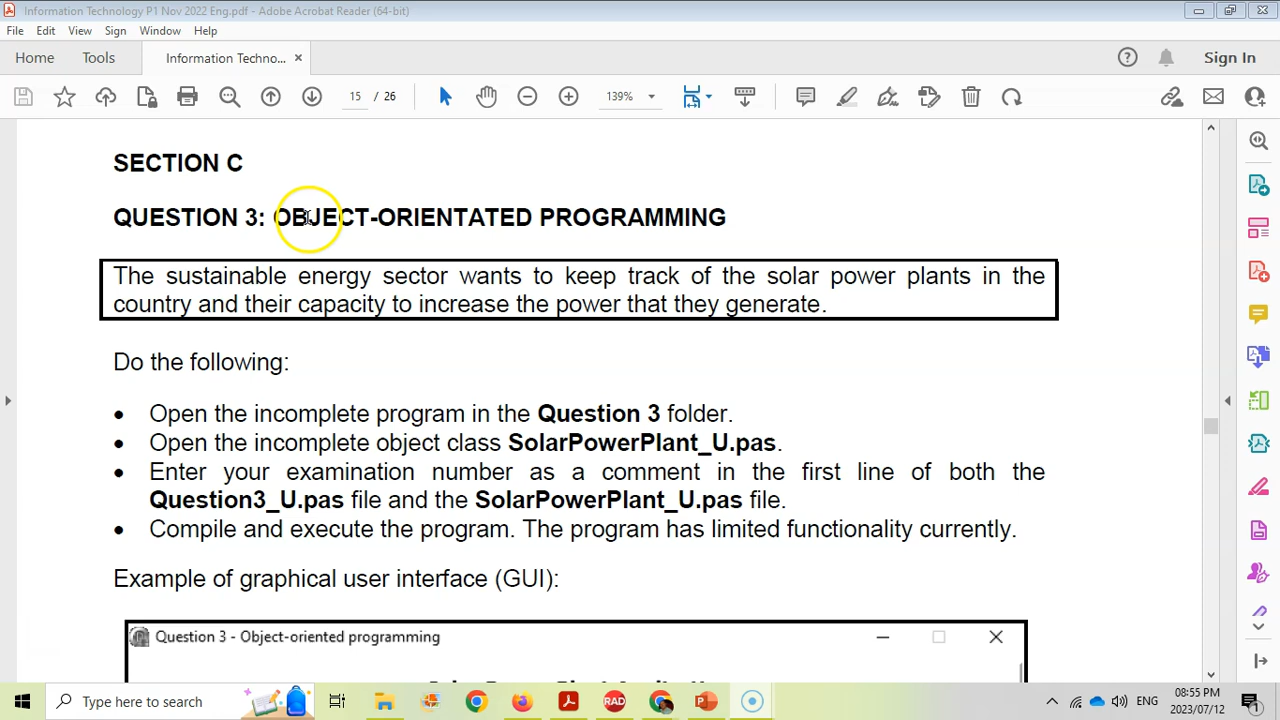 Information Technology P1 Nov 2022 Eng.pdf - Adobe Acrobat Reader (64-bit)
File Edit View Sign Window Help
Home Tools Information Techno... × Sign In
15 / 26 139%
SECTION C
QUESTION 3: OBJECT-ORIENTATED PROGRAMMING
The sustainable energy sector wants to keep track of the solar power plants in the
country and their capacity to increase the power that they generate.
Do the following:
• Open the incomplete program in the Question 3 folder.
• Open the incomplete object class SolarPowerPlant_U.pas.
• Enter your examination number as a comment in the first line of both the
Question3_U.pas file and the SolarPowerPlant_U.pas file.
• Compile and execute the program. The program has limited functionality currently.
Example of graphical user interface (GUI):
Question 3 - Object-oriented programming
Type here to search
RAD
ENG
08:55 PM
2023/07/12